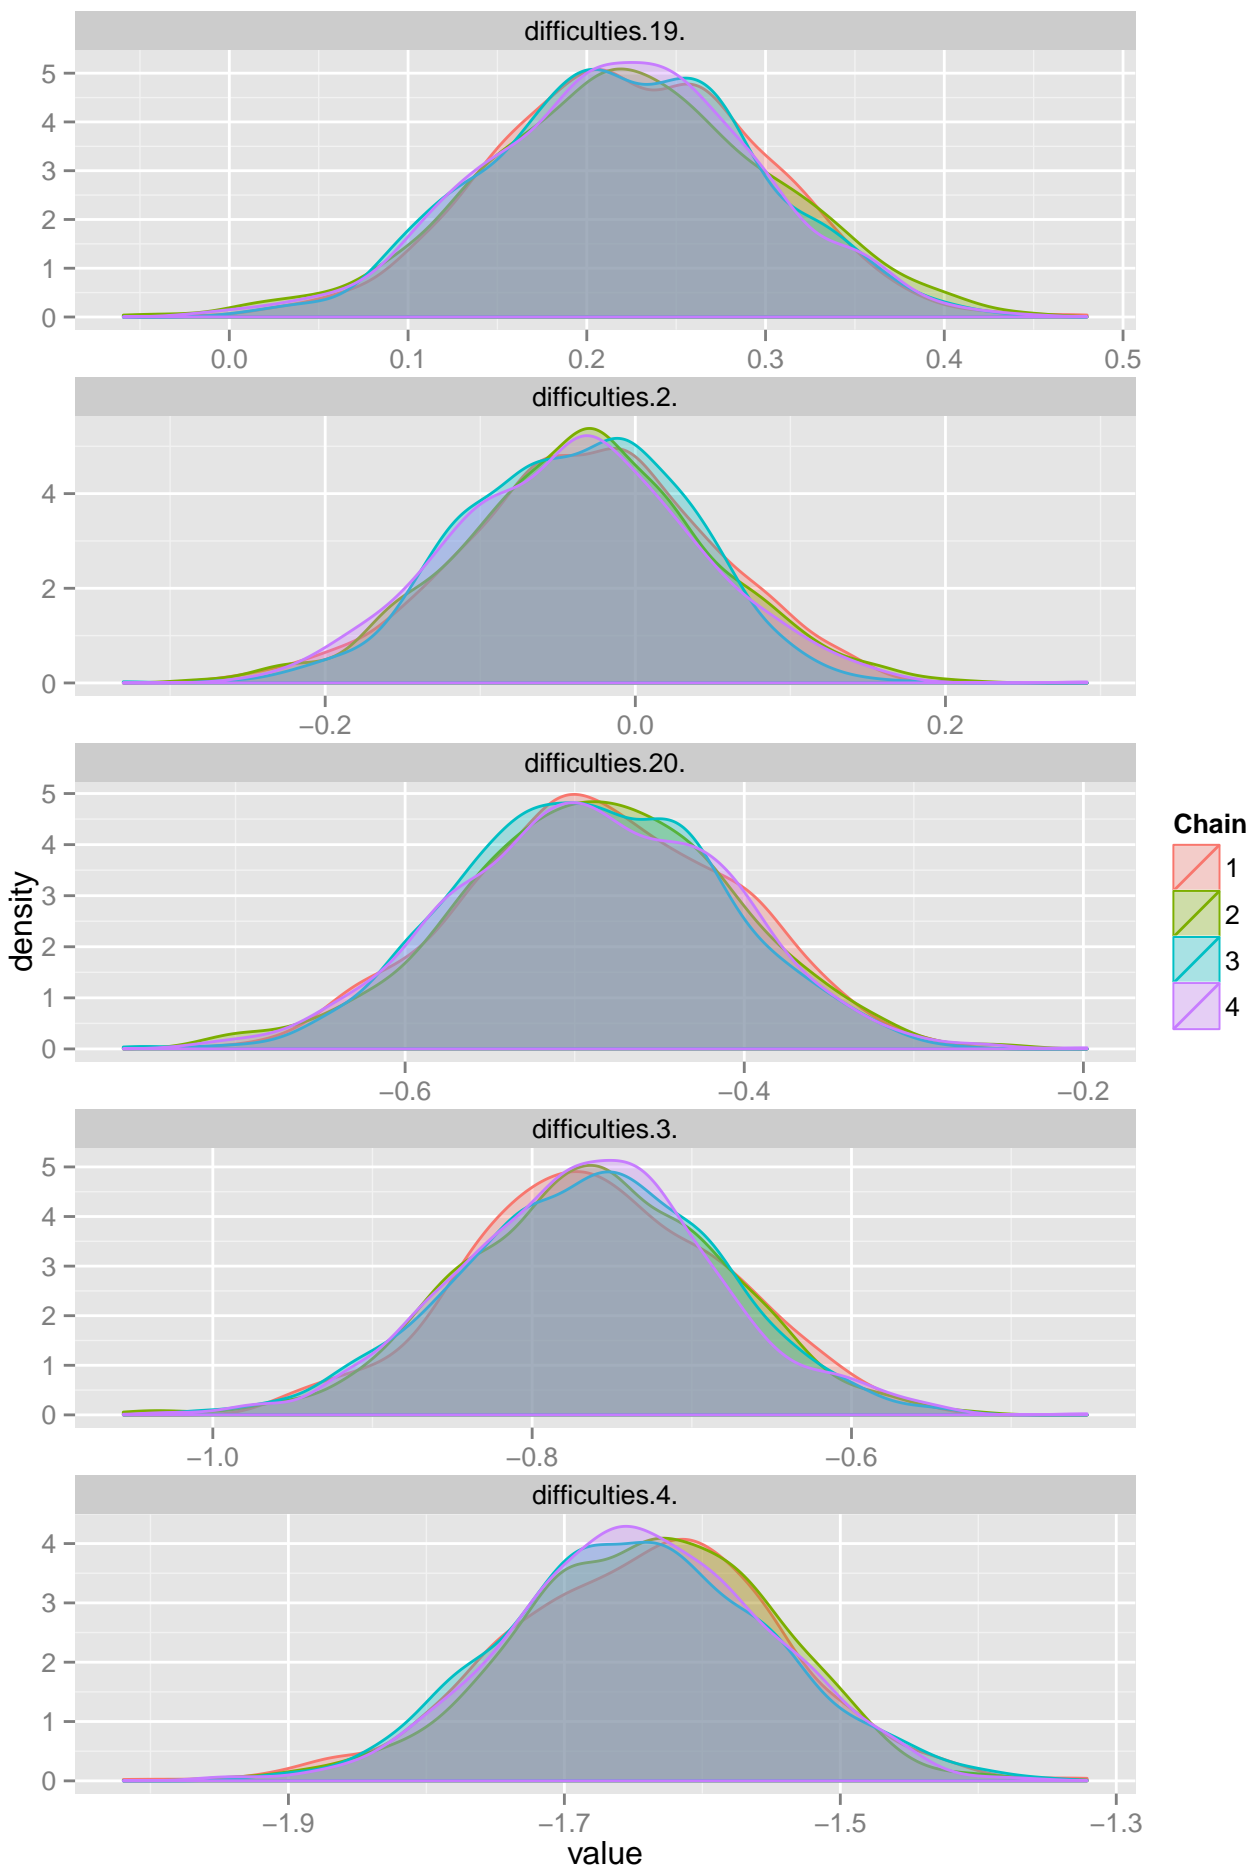 difficulties.19.
5
4
3
2
1
0
0.0 0.1 0.2 0.3 0.4 0.5
difficulties.2.
4
2
0
−0.2 0.0 0.2
difficulties.20.
5
4
3
2
1
0
−0.6 −0.4 −0.2
difficulties.3.
5
4
3
2
1
0
−1.0 −0.8 −0.6
difficulties.4.
4
3
2
1
0
−1.9 −1.7 −1.5 −1.3
value
density
Chain
1
2
3
4